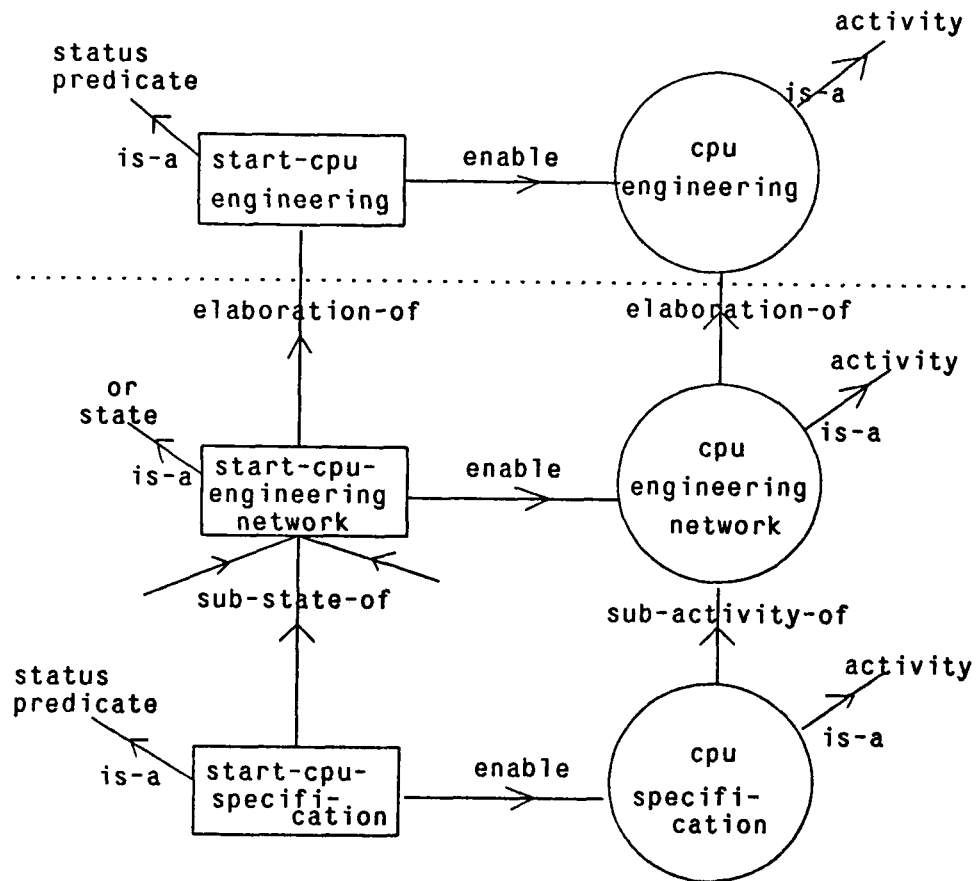 activity
status
predicate
is-a
is-a
start-cpu
engineering
enable
cpu
engineering
elaboration-of
elaboration-of
or
state
activity
is-a
is-a
start-cpu-
engineering
network
enable
cpu
engineering
network
sub-state-of
sub-activity-of
status
predicate
activity
is-a
is-a
start-cpu-
specifi-
cation
enable
cpu
specifi-
cation